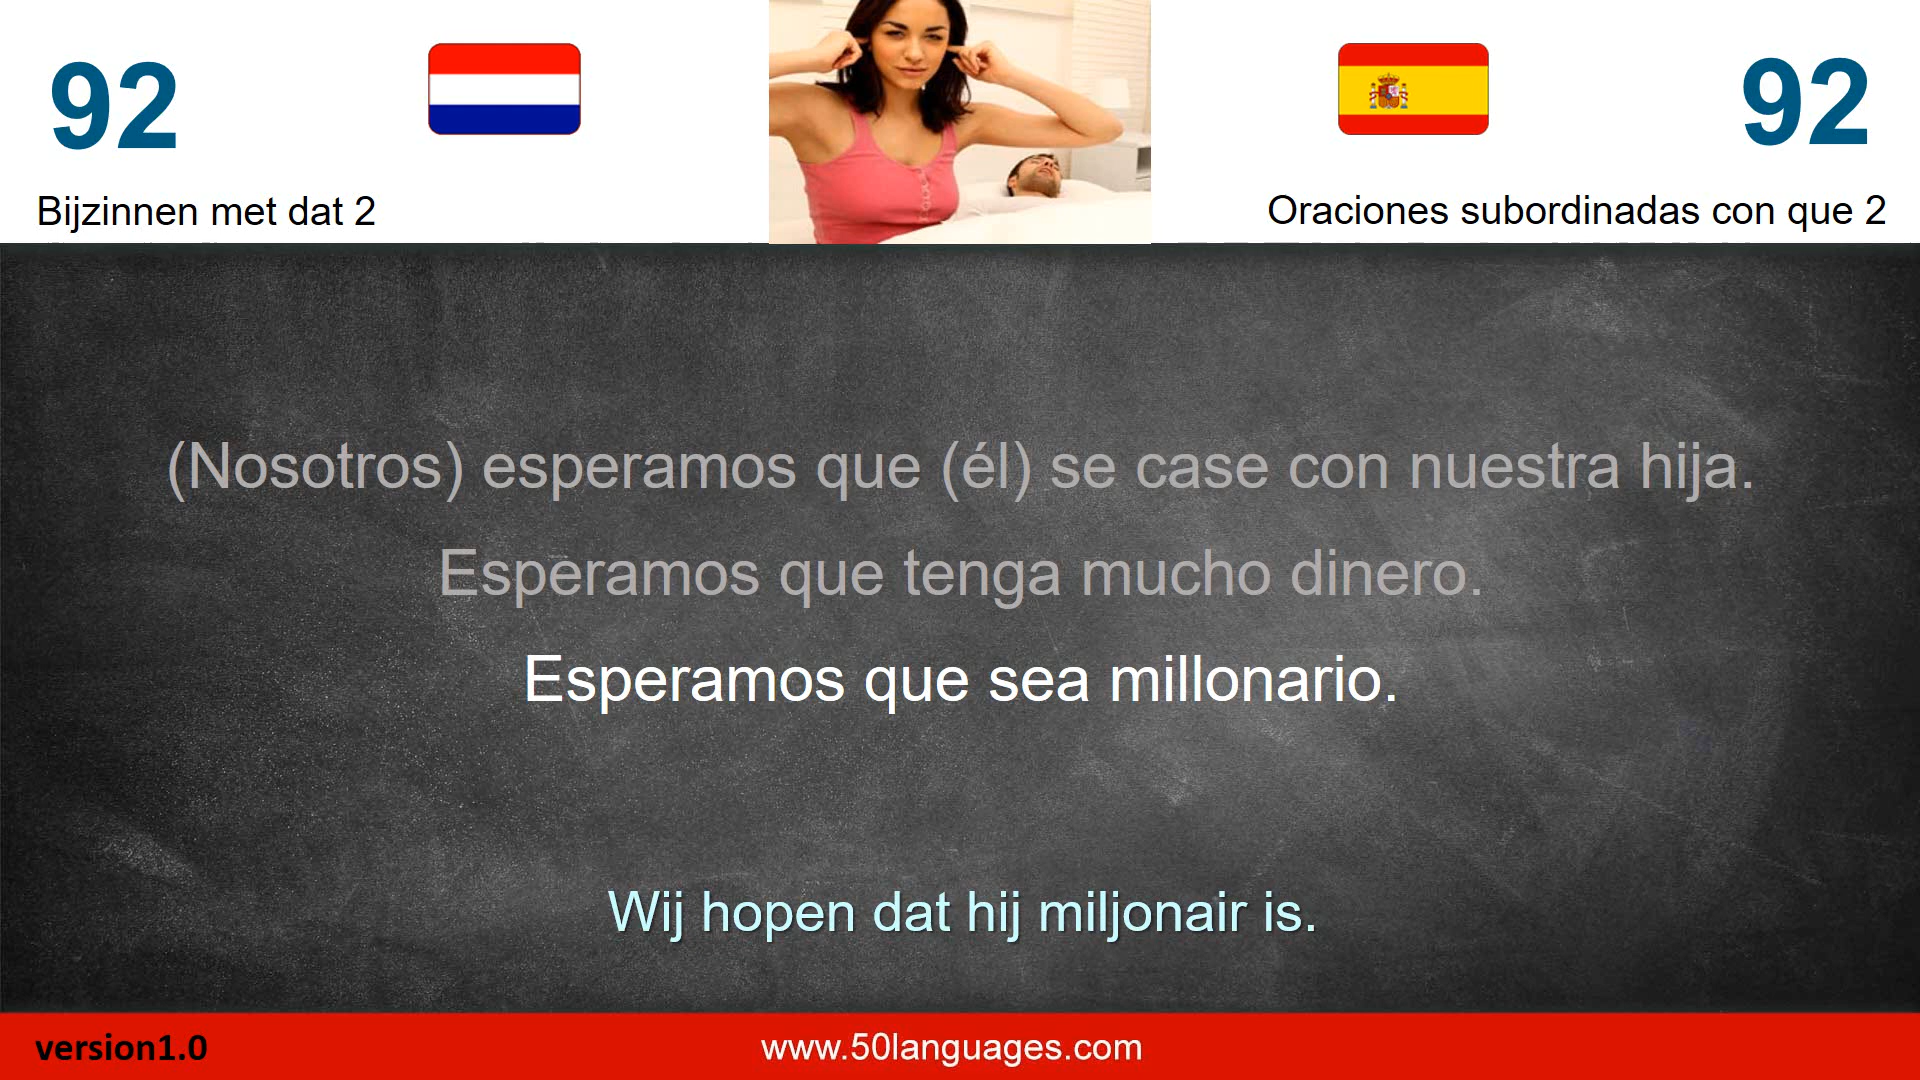 92
92
Bijzinnen met dat 2
Oraciones subordinadas con que 2
(Nosotros) esperamos que (él) se case con nuestra hija.
Esperamos que tenga mucho dinero.
Esperamos que sea millonario.
Wij hopen dat hij miljonair is.
version1.0
www.50languages.com